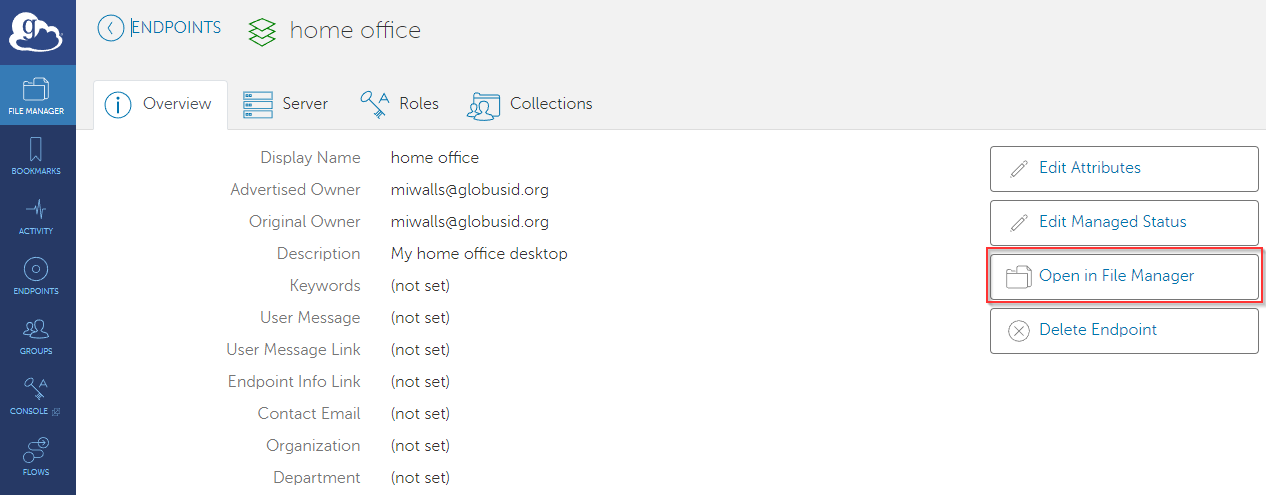 g
ENDPOINTS
home office
FILE MANAGER
BOOKMARKS
ACTIVITY
ENDPOINTS
GROUPS
CONSOLE
FLOWS
Overview
Server
Roles
Collections
Display Name home office
Advertised Owner miwalls@globusid.org
Original Owner miwalls@globusid.org
Description My home office desktop
Keywords (not set)
User Message (not set)
User Message Link (not set)
Endpoint Info Link (not set)
Contact Email (not set)
Organization (not set)
Department (not set)
Edit Attributes
Edit Managed Status
Open in File Manager
Delete Endpoint